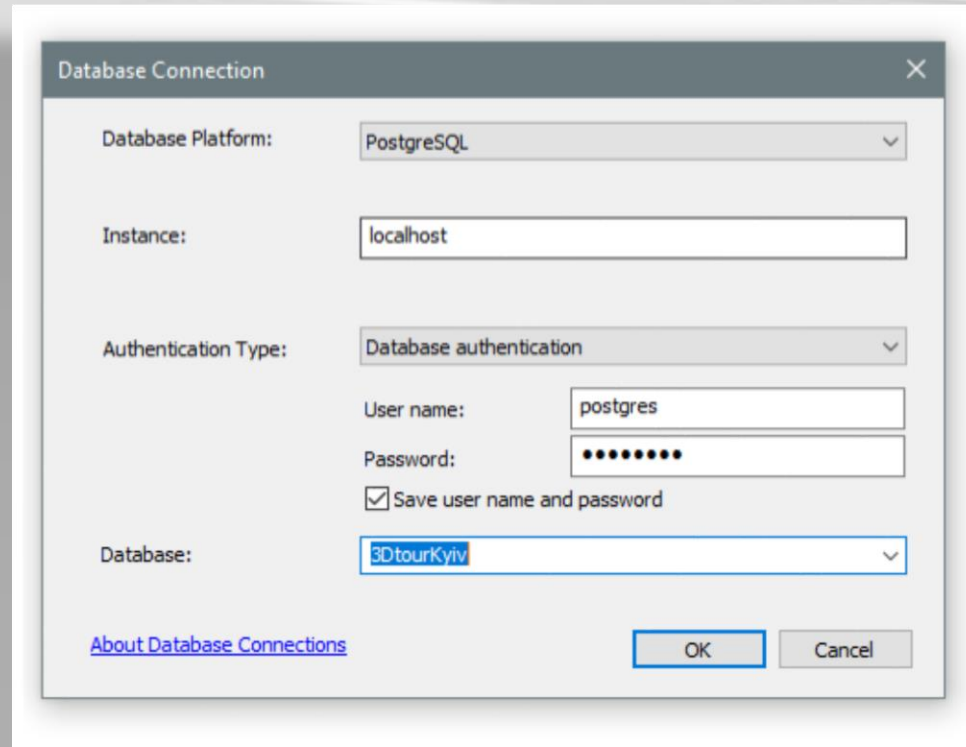 Database Connection
Database Platform: PostgreSQL
Instance: localhost
Authentication Type: Database authentication
User name: postgres
Password: ••••••••
Save user name and password
Database: 3DtourKyiv
About Database Connections OK Cancel